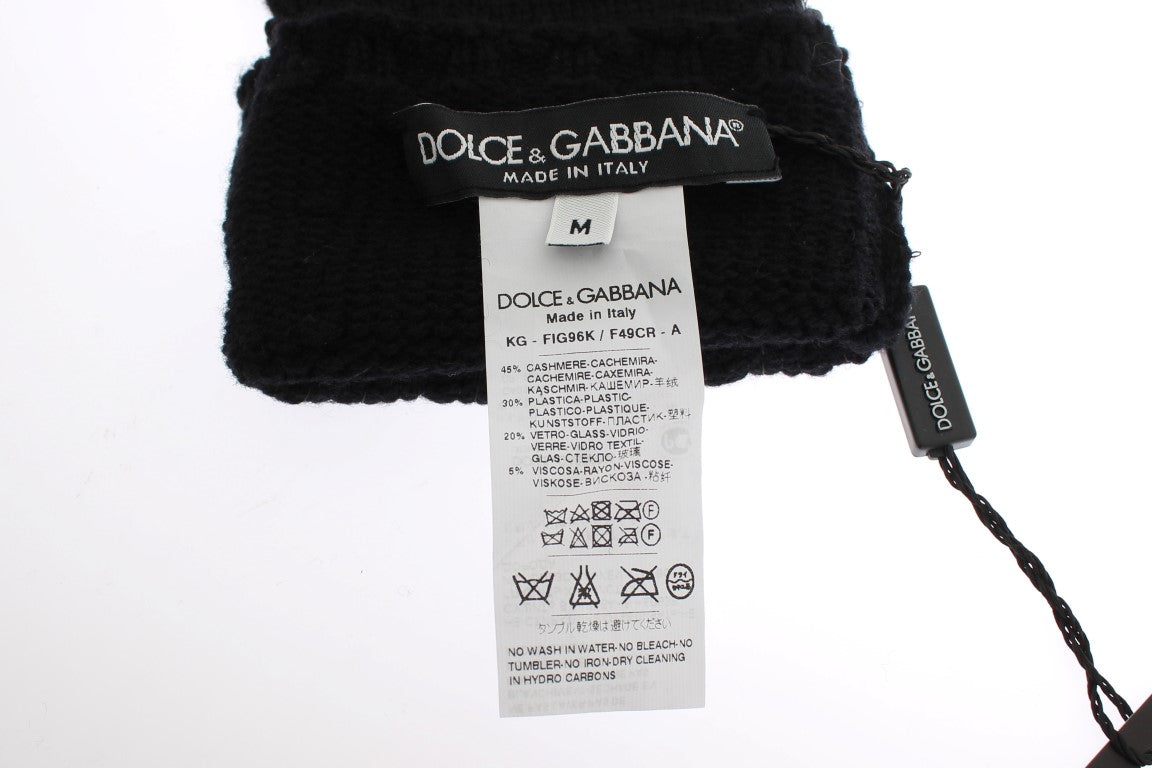 DOLCE & GABBANA
MADE IN ITALY
M
DOLCE & GABBANA
Made in Italy
KG - FIG96K / F49CR - A
45% CASHMERE-CACHEMIRA-
CACHEMIRE-CAXEMIRA-
KASCHMIR-КАШЕМИР-羊绒
30% PLASTICA-PLASTIC-
PLASTICO-PLASTIQUE-
KUNSTSTOFF-ПЛАСТИК-塑料
20% VETRO-GLASS-VIDRIO-
VERRE-VIDRO TEXTIL-
GLAS-СТЕКЛО-玻璃
5% VISCOSA-RAYON-VISCOSE-
VISKOSE-ВИСКОЗА-粘纤
F
F
ドライ
タンブル乾燥は避けてください
NO WASH IN WATER-NO BLEACH-NO
TUMBLER-NO IRON-DRY CLEANING
IN HYDRO CARBONS
DOLCE & GABBANA